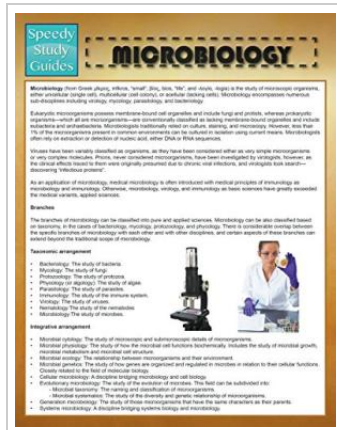 Speedy
Study
Guides
MICROBIOLOGY
Microbiology (from Greek μῑκρος, mīkros, "small"; βίος, bios, "life"; and -λογία, -logia) is the study of microscopic organisms,
either unicellular (single cell), multicellular (cell colony), or acellular (lacking cells). Microbiology encompasses numerous
sub-disciplines including virology, mycology, parasitology, and bacteriology.
Eukaryotic microorganisms possess membrane-bound cell organelles and include fungi and protists, whereas prokaryotic
organisms—which all are microorganisms—are conventionally classified as lacking membrane-bound organelles and include
eubacteria and archaebacteria. Microbiologists traditionally relied on culture, staining, and microscopy. However, less than
1% of the microorganisms present in common environments can be cultured in isolation using current means. Microbiologists
often rely on extraction or detection of nucleic acid, either DNA or RNA sequences.
Viruses have been variably classified as organisms, as they have been considered either as very simple microorganisms
or very complex molecules. Prions, never considered microorganisms, have been investigated by virologists, however, as
the clinical effects traced to them were originally presumed due to chronic viral infections, and virologists took search—
discovering "infectious proteins".
As an application of microbiology, medical microbiology is often introduced with medical principles of immunology as
microbiology and immunology. Otherwise, microbiology, virology, and immunology as basic sciences have greatly exceeded
the medical variants, applied sciences.
Branches
The branches of microbiology can be classified into pure and applied sciences. Microbiology can be also classified based
on taxonomy, in the cases of bacteriology, mycology, protozoology, and phycology. There is considerable overlap between
the specific branches of microbiology with each other and with other disciplines, and certain aspects of these branches can
extend beyond the traditional scope of microbiology.
Taxonomic arrangement
• Bacteriology: The study of bacteria.
• Mycology: The study of fungi.
• Protozoology: The study of protozoa.
• Phycology (or algology): The study of algae.
• Parasitology: The study of parasites.
• Immunology: The study of the immune system.
• Virology: The study of viruses.
• Nematology: The study of the nematodes
• Microbiology: The study of microbes.
Integrative arrangement
• Microbial cytology: The study of microscopic and submicroscopic details of microorganisms.
• Microbial physiology: The study of how the microbial cell functions biochemically. Includes the study of microbial growth,
microbial metabolism and microbial cell structure.
• Microbial ecology: The relationship between microorganisms and their environment.
• Microbial genetics: The study of how genes are organized and regulated in microbes in relation to their cellular functions.
Closely related to the field of molecular biology.
• Cellular microbiology: A discipline bridging microbiology and cell biology.
• Evolutionary microbiology: The study of the evolution of microbes. This field can be subdivided into:
- Microbial taxonomy: The naming and classification of microorganisms.
- Microbial systematics: The study of the diversity and genetic relationship of microorganisms.
• Generation microbiology: The study of those microorganisms that have the same characters as their parents.
• Systems microbiology: A discipline bridging systems biology and microbiology.